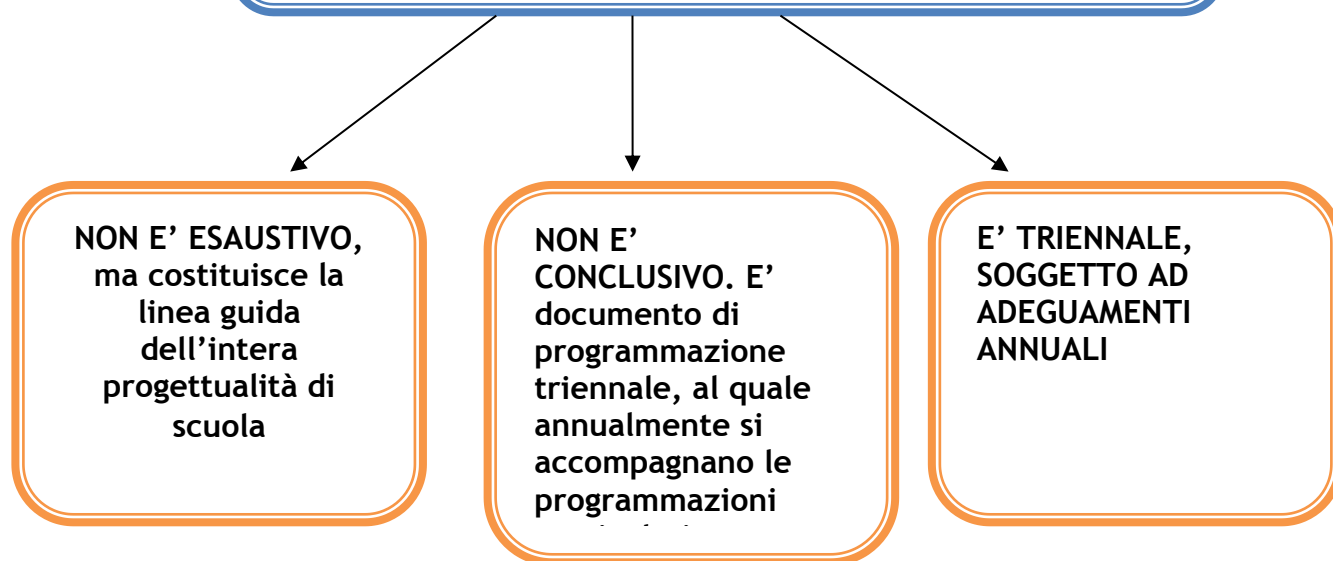 NON E’ ESAUSTIVO,
ma costituisce la
linea guida
dell’intera
progettualità di
scuola
NON E’
CONCLUSIVO. E’
documento di
programmazione
triennale, al quale
annualmente si
accompagnano le
programmazioni
E’ TRIENNALE,
SOGGETTO AD
ADEGUAMENTI
ANNUALI